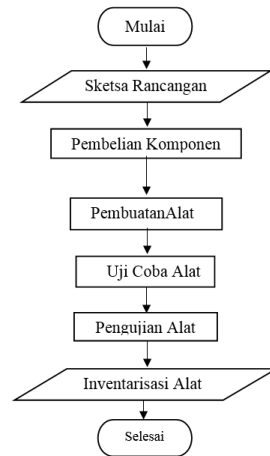 Mulai
Sketsa Rancangan
Pembelian Komponen
PembuatanAlat
Uji Coba Alat
Pengujian Alat
Inventarisasi Alat
Selesai